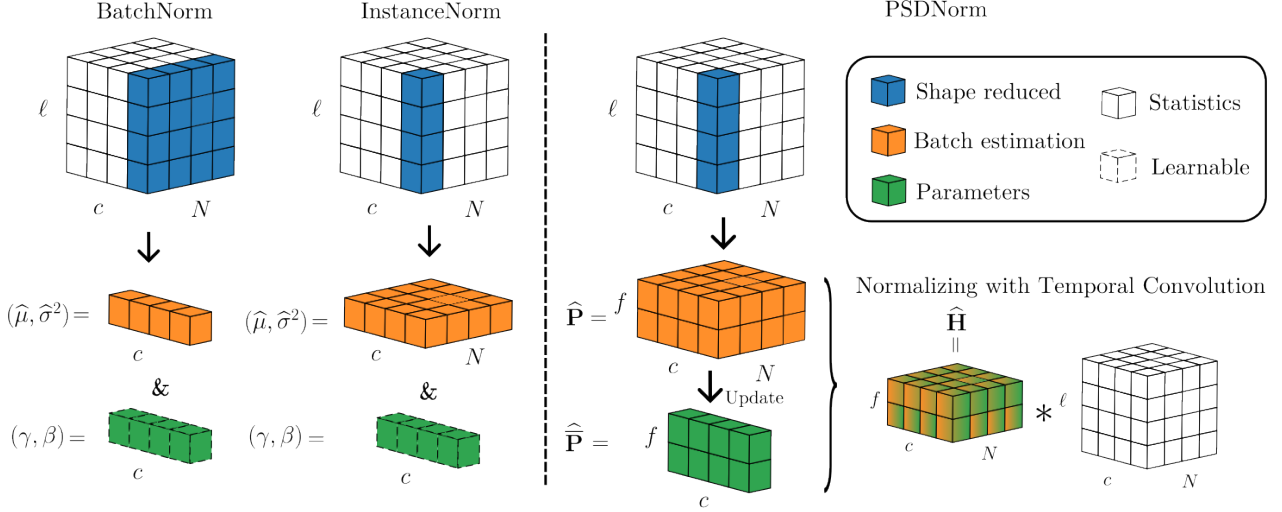 BatchNorm
InstanceNorm
PSDNorm
ℓ
c
N
ℓ
c
N
ℓ
c
N
Shape reduced
Batch estimation
Parameters
Statistics
Learnable
(μ̂, σ̂²) =
c
&
(γ, β) =
c
(μ̂, σ̂²) =
c
N
&
(γ, β) =
c
P̂ =
f
c
N
Update
P̄̂ =
f
c
Normalizing with Temporal Convolution
Ĥ
=
f
c
N
*
ℓ
c
N